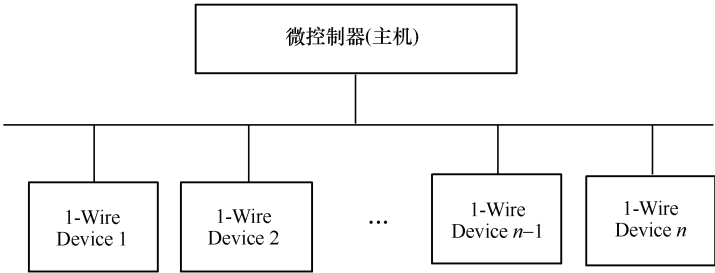 微控制器(主机)
1-Wire
Device 1
1-Wire
Device 2
...
1-Wire
Device n–1
1-Wire
Device n